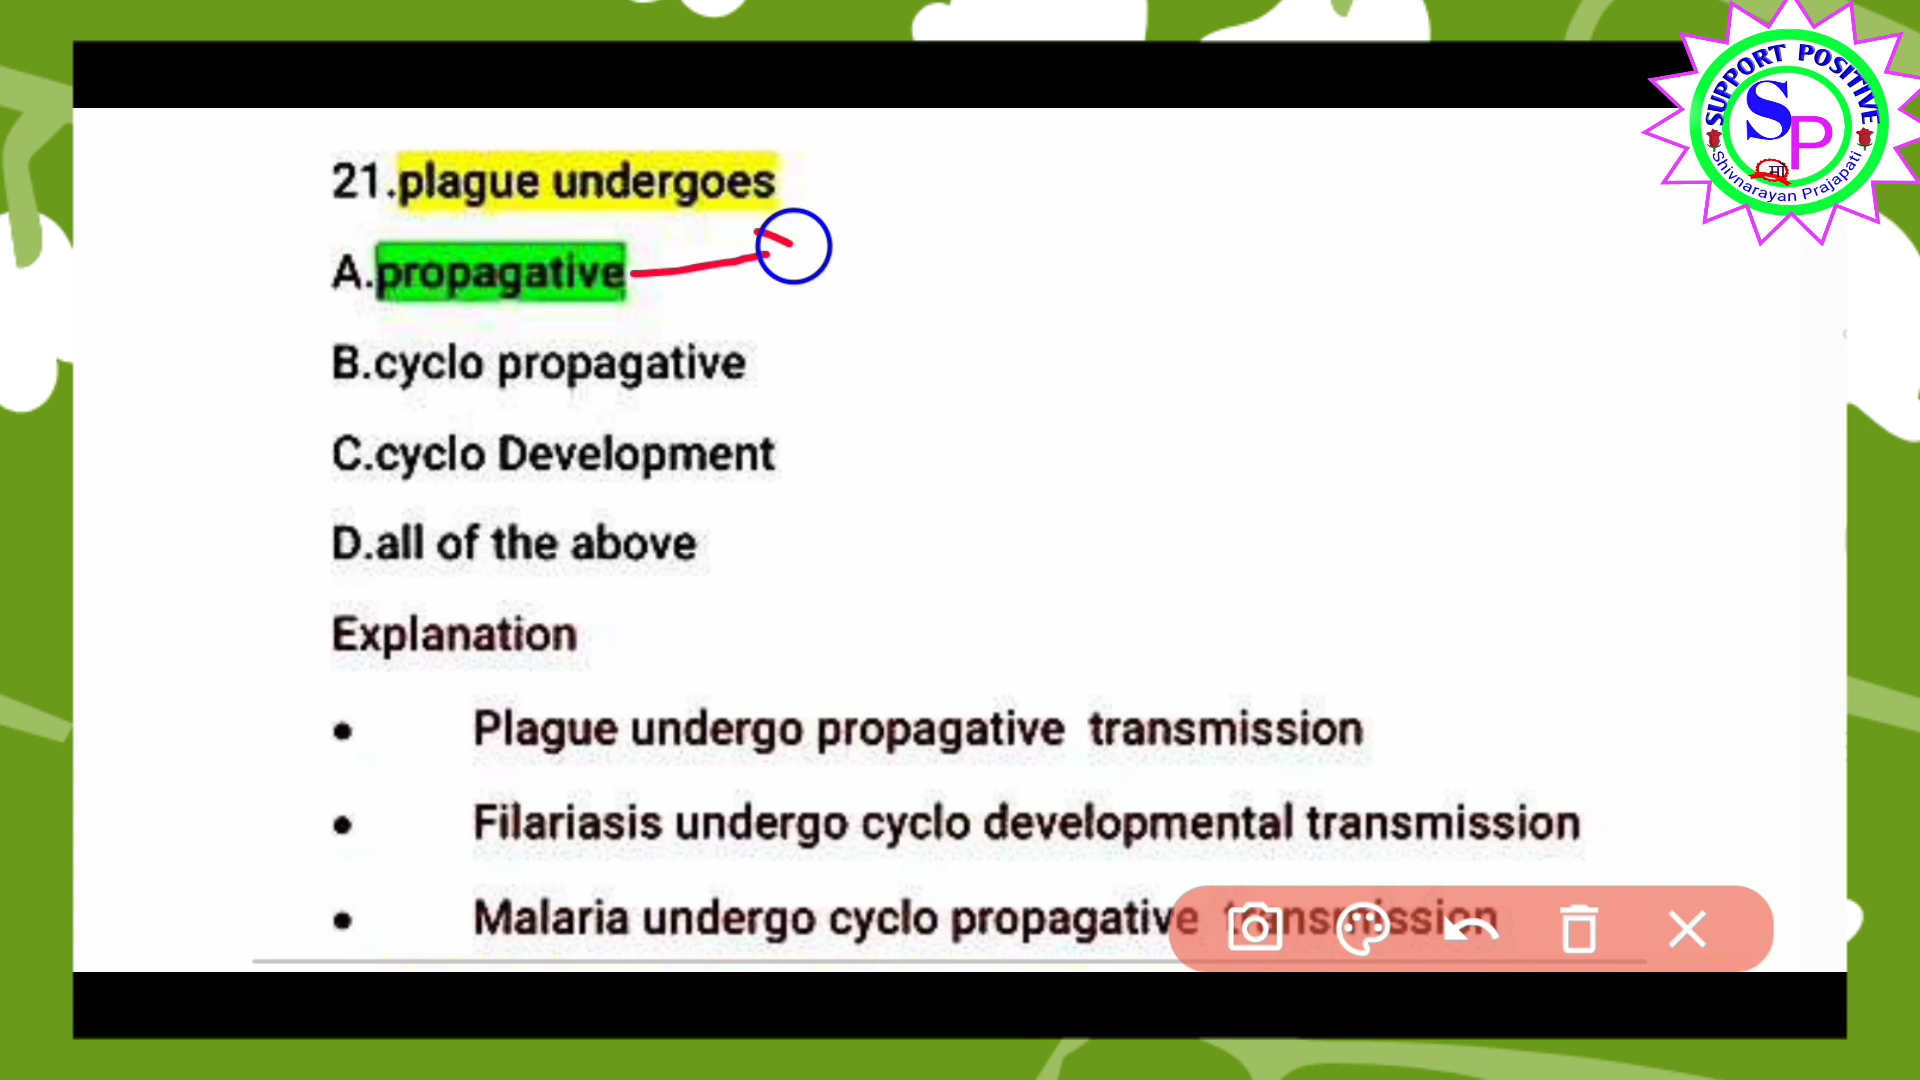 SUPPORT POSITIVE
SP
मा
Shivnarayan Prajapati
21.plague undergoes
A.propagative
B.cyclo propagative
C.cyclo Development
D.all of the above
Explanation
• Plague undergo propagative transmission
• Filariasis undergo cyclo developmental transmission
• Malaria undergo cyclo propagative transmission